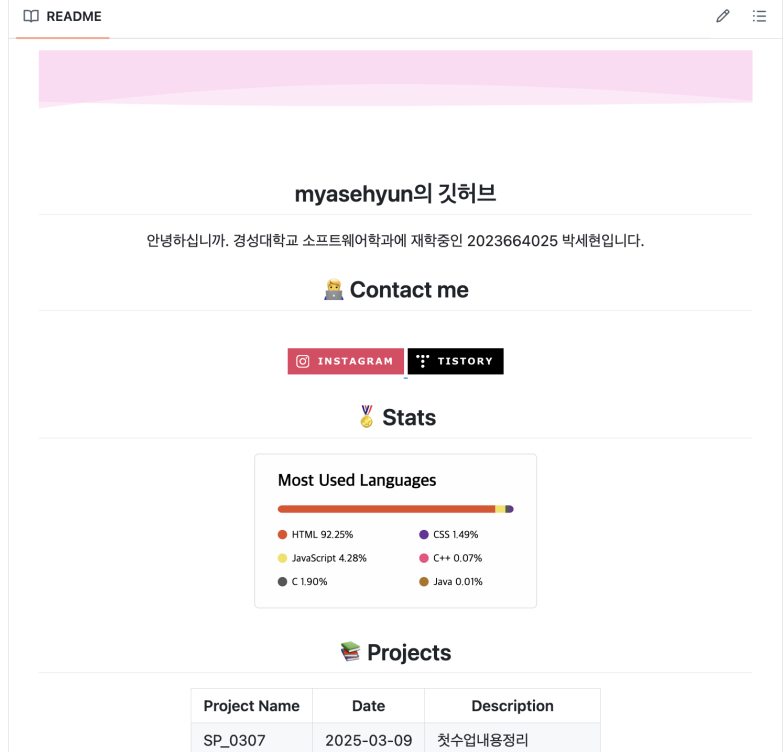 README
myasehyun의 깃허브
안녕하십니까. 경성대학교 소프트웨어학과에 재학중인 2023664025 박세현입니다.
Contact me
INSTAGRAM TISTORY
Stats
Most Used Languages
HTML 92.25% CSS 1.49%
JavaScript 4.28% C++ 0.07%
C 1.90% Java 0.01%
Projects
Project Name Date Description
SP_0307 2025-03-09 첫수업내용정리